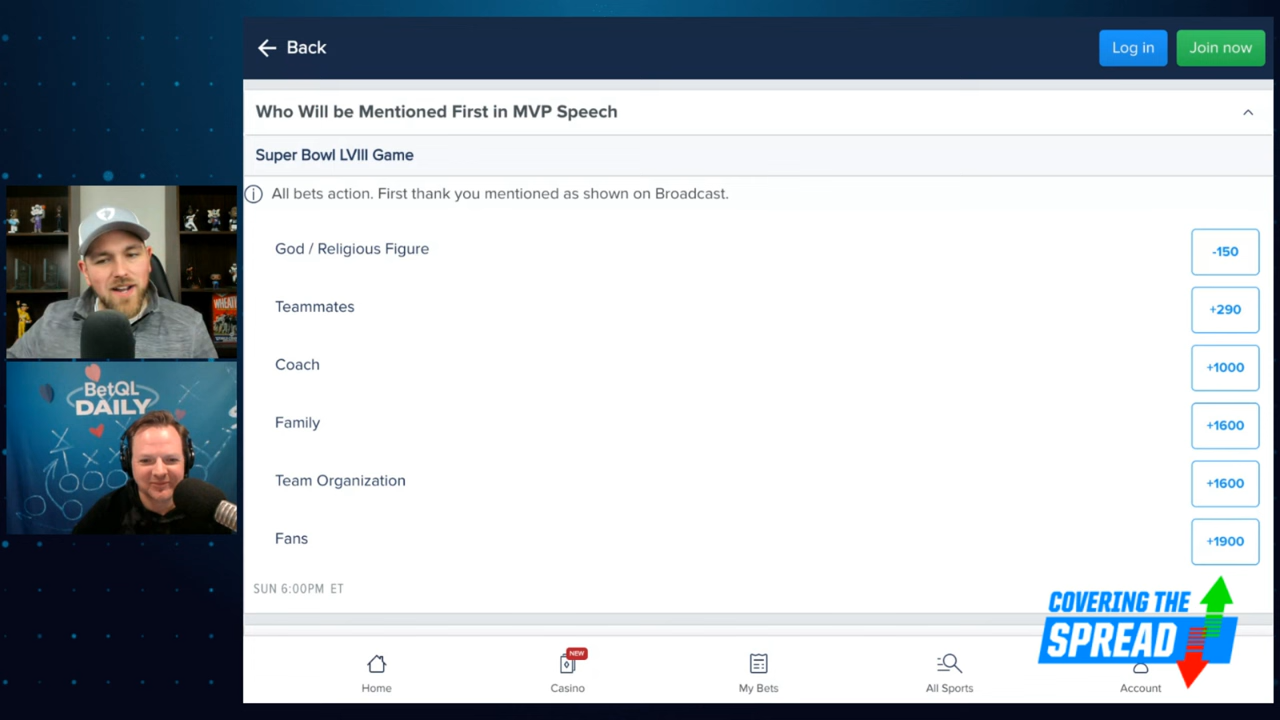 Back
Log in
Join now
Who Will be Mentioned First in MVP Speech
Super Bowl LVIII Game
All bets action. First thank you mentioned as shown on Broadcast.
God / Religious Figure
-150
Teammates
+290
Coach
+1000
Family
+1600
Team Organization
+1600
Fans
+1900
SUN 6:00PM ET
Home
NEW
Casino
My Bets
All Sports
Account
COVERING THE
SPREAD
BetQL
DAILY